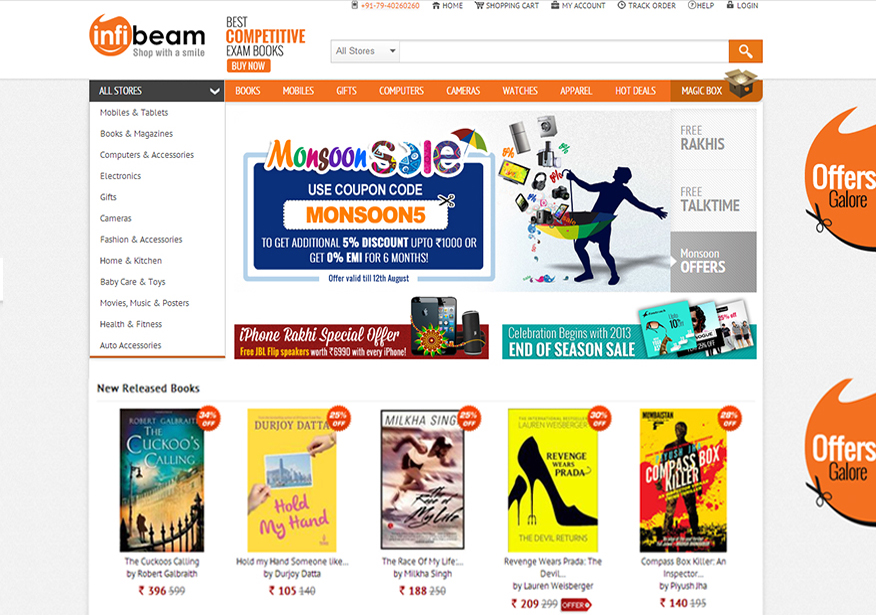 +91-79-40260260 HOME SHOPPING CART MY ACCOUNT TRACK ORDER HELP LOGIN
infibeam
Shop with a smile
BEST
COMPETITIVE
EXAM BOOKS
BUY NOW
All Stores
ALL STORES BOOKS MOBILES GIFTS COMPUTERS CAMERAS WATCHES APPAREL HOT DEALS MAGIC BOX
Mobiles & Tablets
Books & Magazines
Computers & Accessories
Electronics
Gifts
Cameras
Fashion & Accessories
Home & Kitchen
Baby Care & Toys
Movies, Music & Posters
Health & Fitness
Auto Accessories
Monsoon sale
USE COUPON CODE
MONSOON5
TO GET ADDITIONAL 5% DISCOUNT UPTO ₹1000 OR
GET 0% EMI FOR 6 MONTHS!
Offer valid till 12th August
FREE
RAKHIS
FREE
TALKTIME
Monsoon
OFFERS
Offers
Galore
iPhone Rakhi Special Offer
Free JBL Flip speakers worth ₹6990 with every iPhone!
Celebration Begins with 2013
END OF SEASON SALE
New Released Books
34%
OFF
ROBERT GALBRAITH
THE
CUCKOO'S
CALLING
The Cuckoos Calling
by Robert Galbraith
₹ 396 599
25%
OFF
DURJOY DATTA
Hold
My Hand
Hold my Hand Someone like...
by Durjoy Datta
₹ 105 140
25%
OFF
MILKHA SINGH
The Race of
My Life
The Race Of My Life:...
by Milkha Singh
₹ 188 250
30%
OFF
LAUREN WEISBERGER
REVENGE
WEARS
PRADA
THE DEVIL RETURNS
Revenge Wears Prada: The
Devil...
by Lauren Weisberger
₹ 209 299 OFFER
28%
OFF
MUMBAISTAN
PIYUSH JHA
COMPASS BOX
KILLER
Compass Box Killer: An
Inspector...
by Piyush Jha
₹ 140 195
Offers
Galore